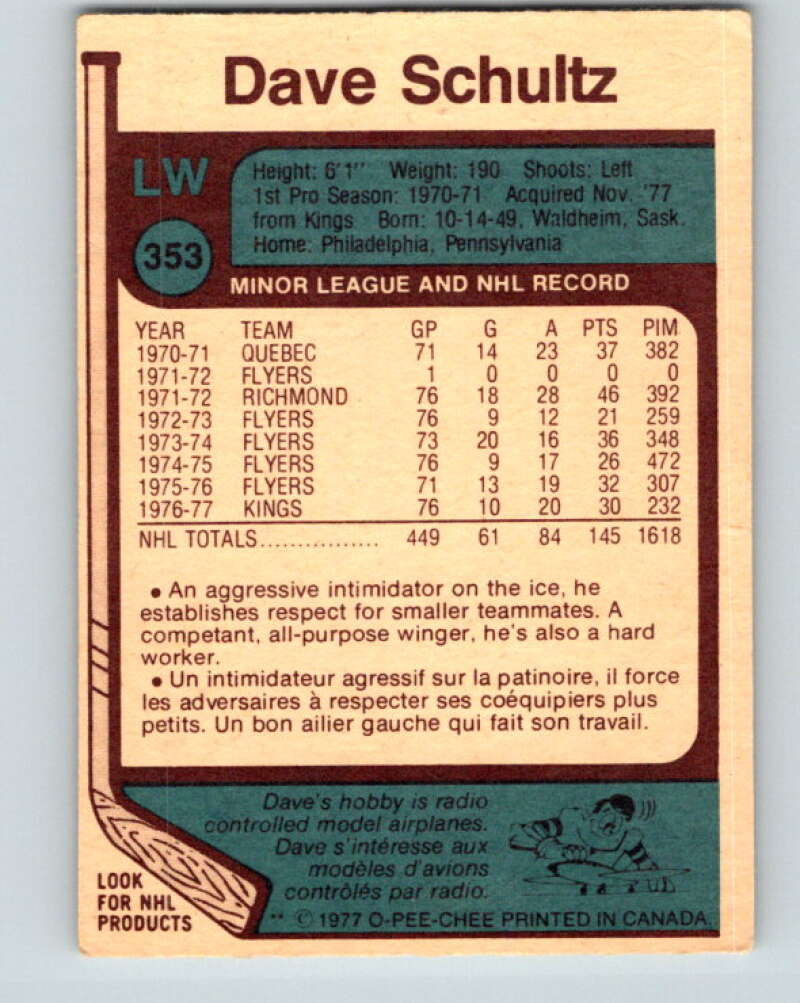 Dave Schultz
LW
353
Height: 6'1" Weight: 190 Shoots: Left
1st Pro Season: 1970-71 Acquired Nov. '77
from Kings Born: 10-14-49, Waldheim, Sask.
Home: Philadelphia, Pennsylvania
MINOR LEAGUE AND NHL RECORD
YEAR TEAM GP G A PTS PIM
1970-71 QUEBEC 71 14 23 37 382
1971-72 FLYERS 1 0 0 0 0
1971-72 RICHMOND 76 18 28 46 392
1972-73 FLYERS 76 9 12 21 259
1973-74 FLYERS 73 20 16 36 348
1974-75 FLYERS 76 9 17 26 472
1975-76 FLYERS 71 13 19 32 307
1976-77 KINGS 76 10 20 30 232
NHL TOTALS................ 449 61 84 145 1618
• An aggressive intimidator on the ice, he
establishes respect for smaller teammates. A
competant, all-purpose winger, he's also a hard
worker.
• Un intimidateur agressif sur la patinoire, il force
les adversaires à respecter ses coéquipiers plus
petits. Un bon ailier gauche qui fait son travail.
Dave's hobby is radio
controlled model airplanes.
Dave s'intéresse aux
modèles d'avions
contrôlés par radio.
LOOK
FOR NHL
PRODUCTS
** © 1977 O-PEE-CHEE PRINTED IN CANADA.